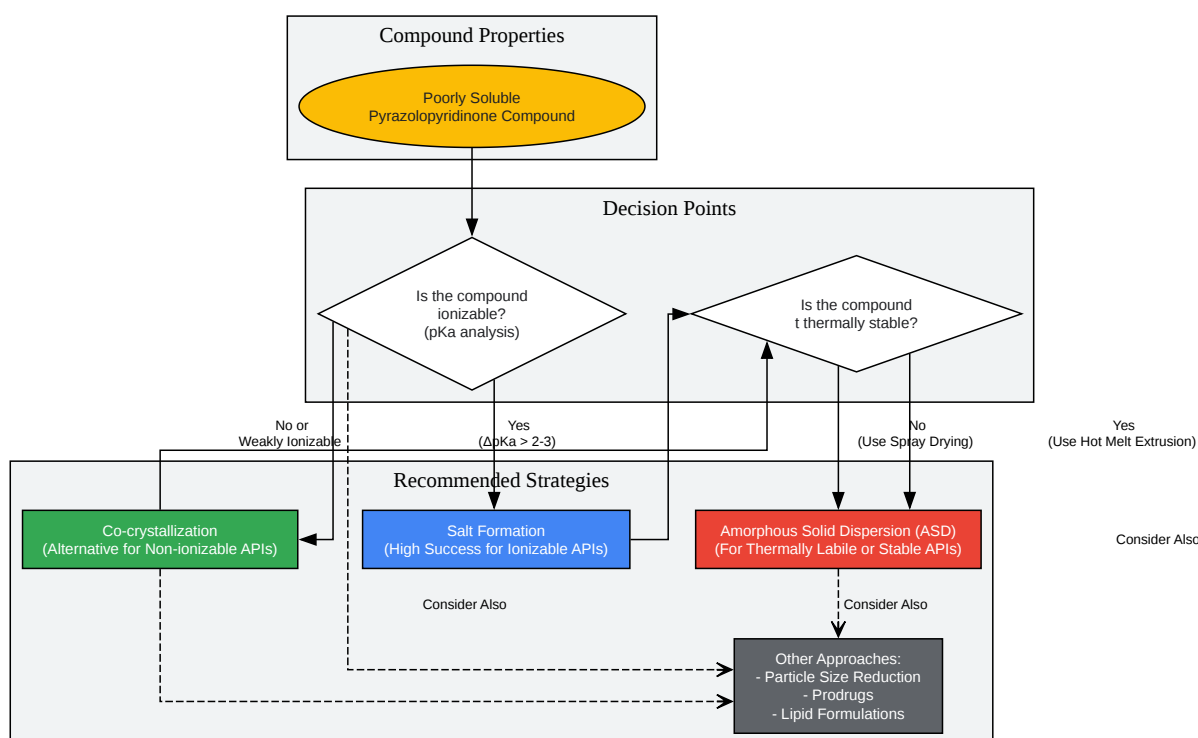 Compound Properties
Poorly Soluble
Pyrazolopyridinone Compound
Decision Points
Is the compound
ionizable?
(pKa analysis)
Is the compound
t thermally stable?
No or
Weakly Ionizable
Yes
(ΔpKa > 2-3)
No
(Use Spray Drying)
Yes
(Use Hot Melt Extrusion)
Recommended Strategies
Co-crystallization
(Alternative for Non-ionizable APIs)
Salt Formation
(High Success for Ionizable APIs)
Amorphous Solid Dispersion (ASD)
(For Thermally Labile or Stable APIs)
Consider Also
Consider Also
Consider Also
Other Approaches:
- Particle Size Reduction
- Prodrugs
- Lipid Formulations